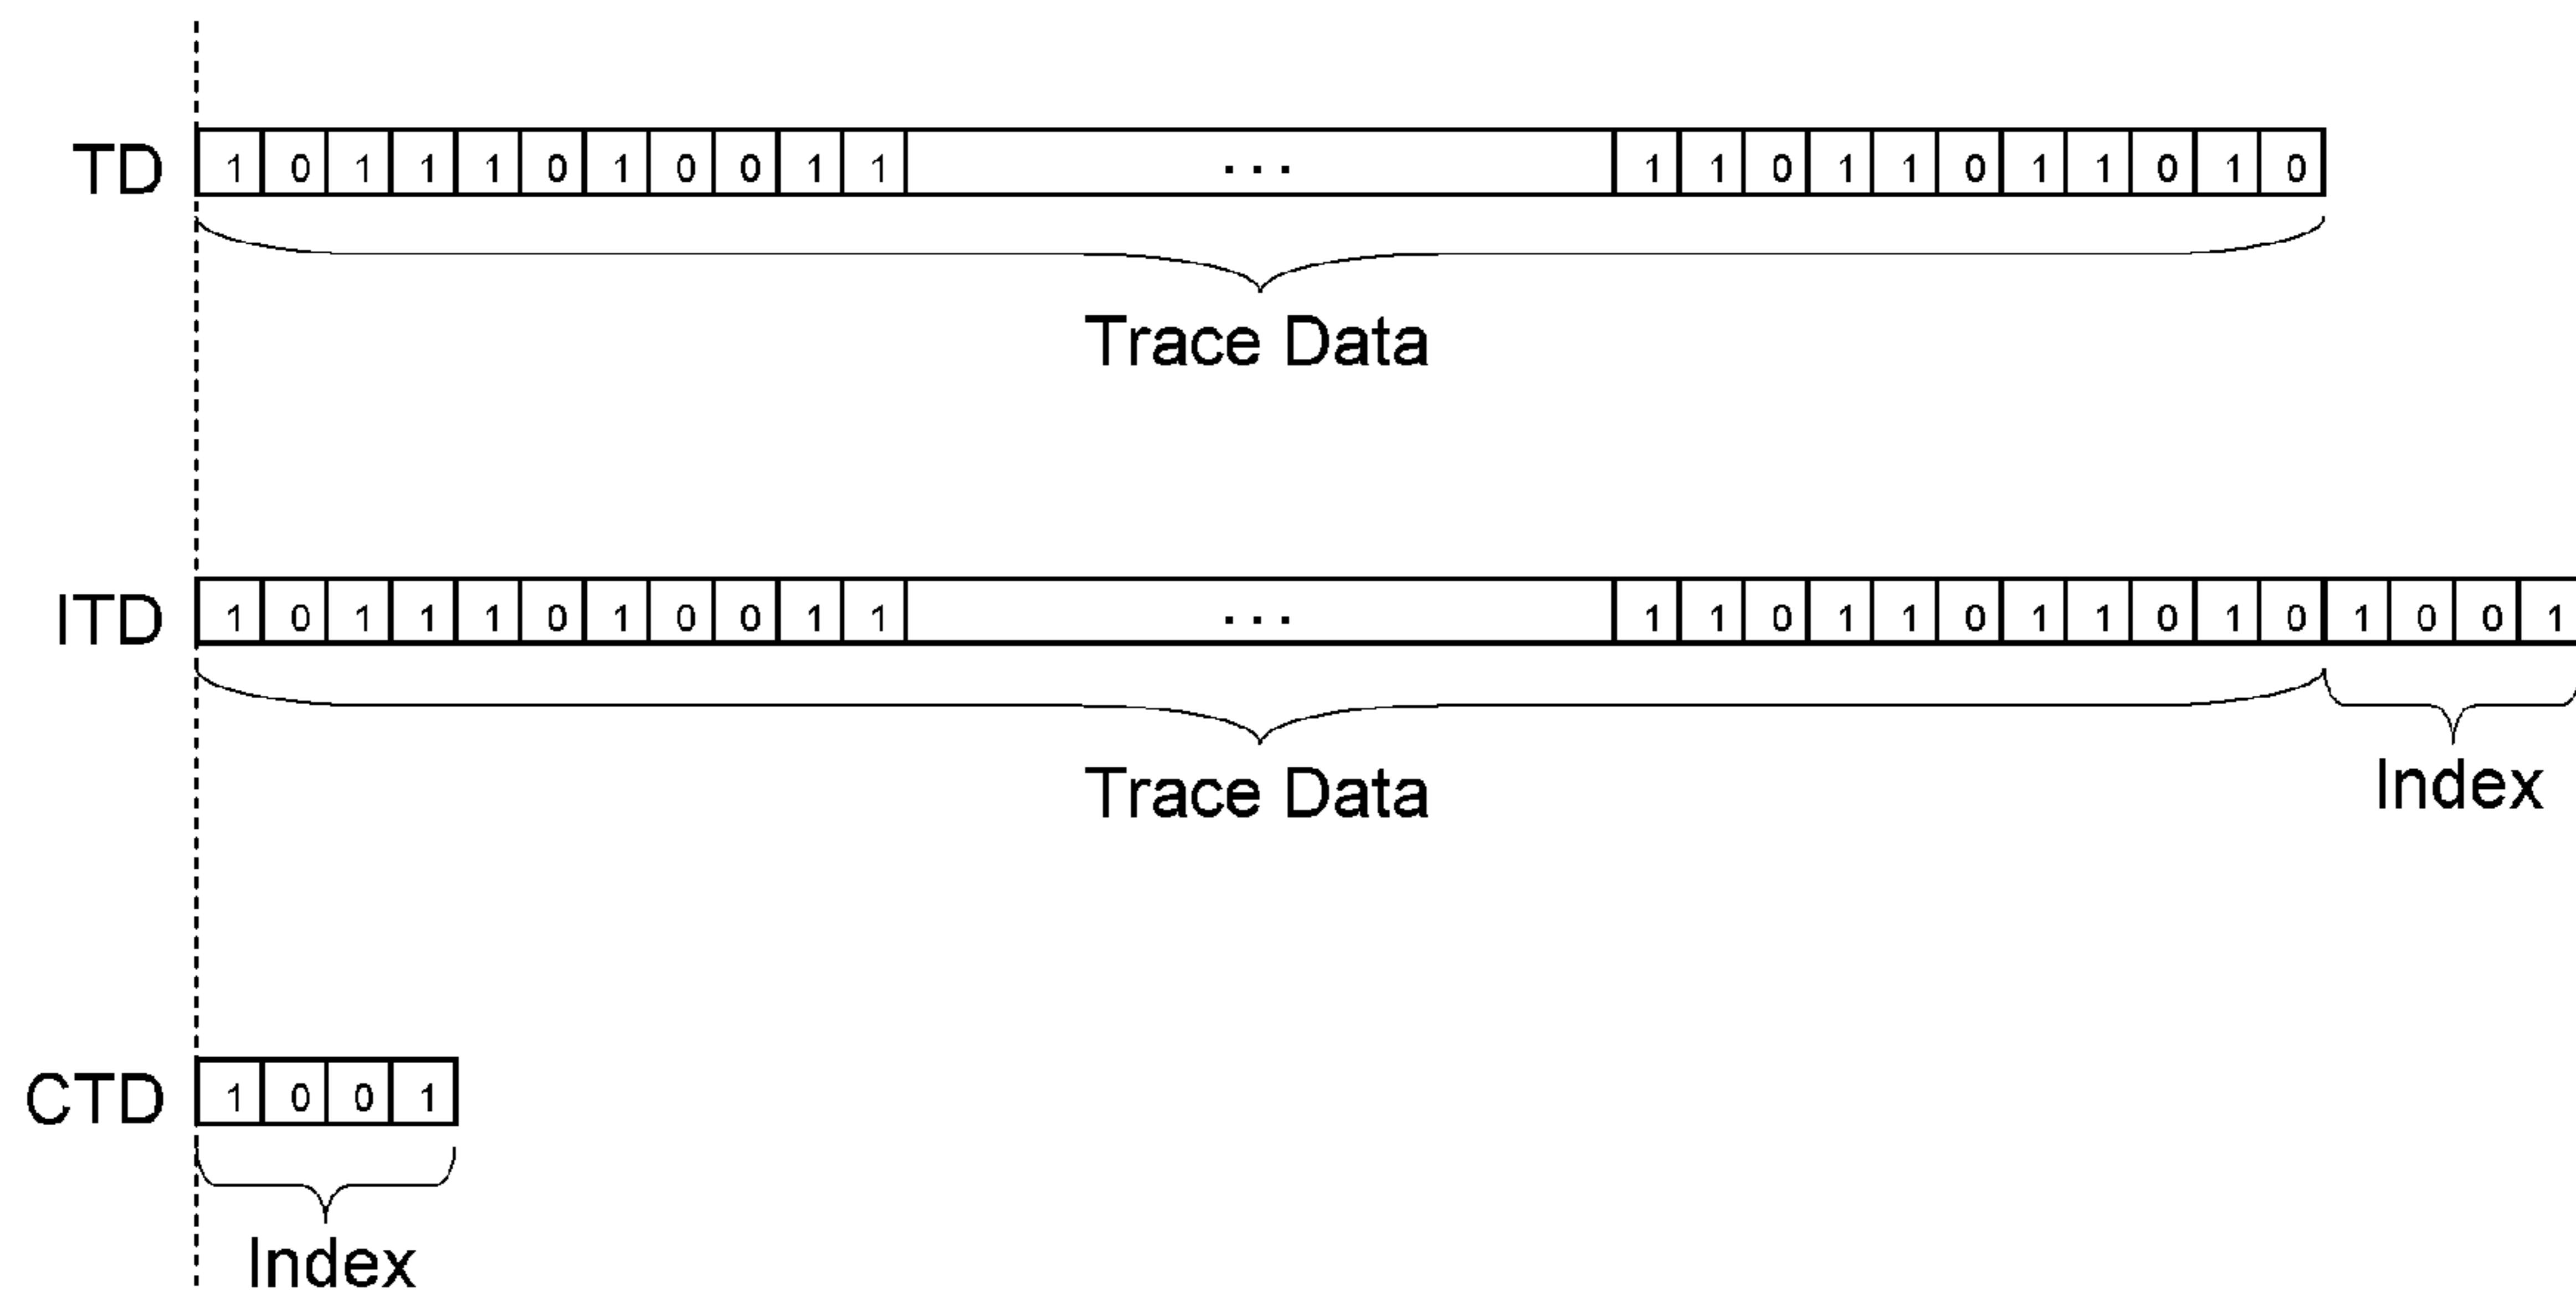 TD 1 0 1 1 1 0 1 0 0 1 1 ... 1 1 0 1 1 0 1 1 0 1 0
Trace Data
ITD 1 0 1 1 1 0 1 0 0 1 1 ... 1 1 0 1 1 0 1 1 0 1 0 1 0 0 1
Trace Data Index
CTD 1 0 0 1
Index